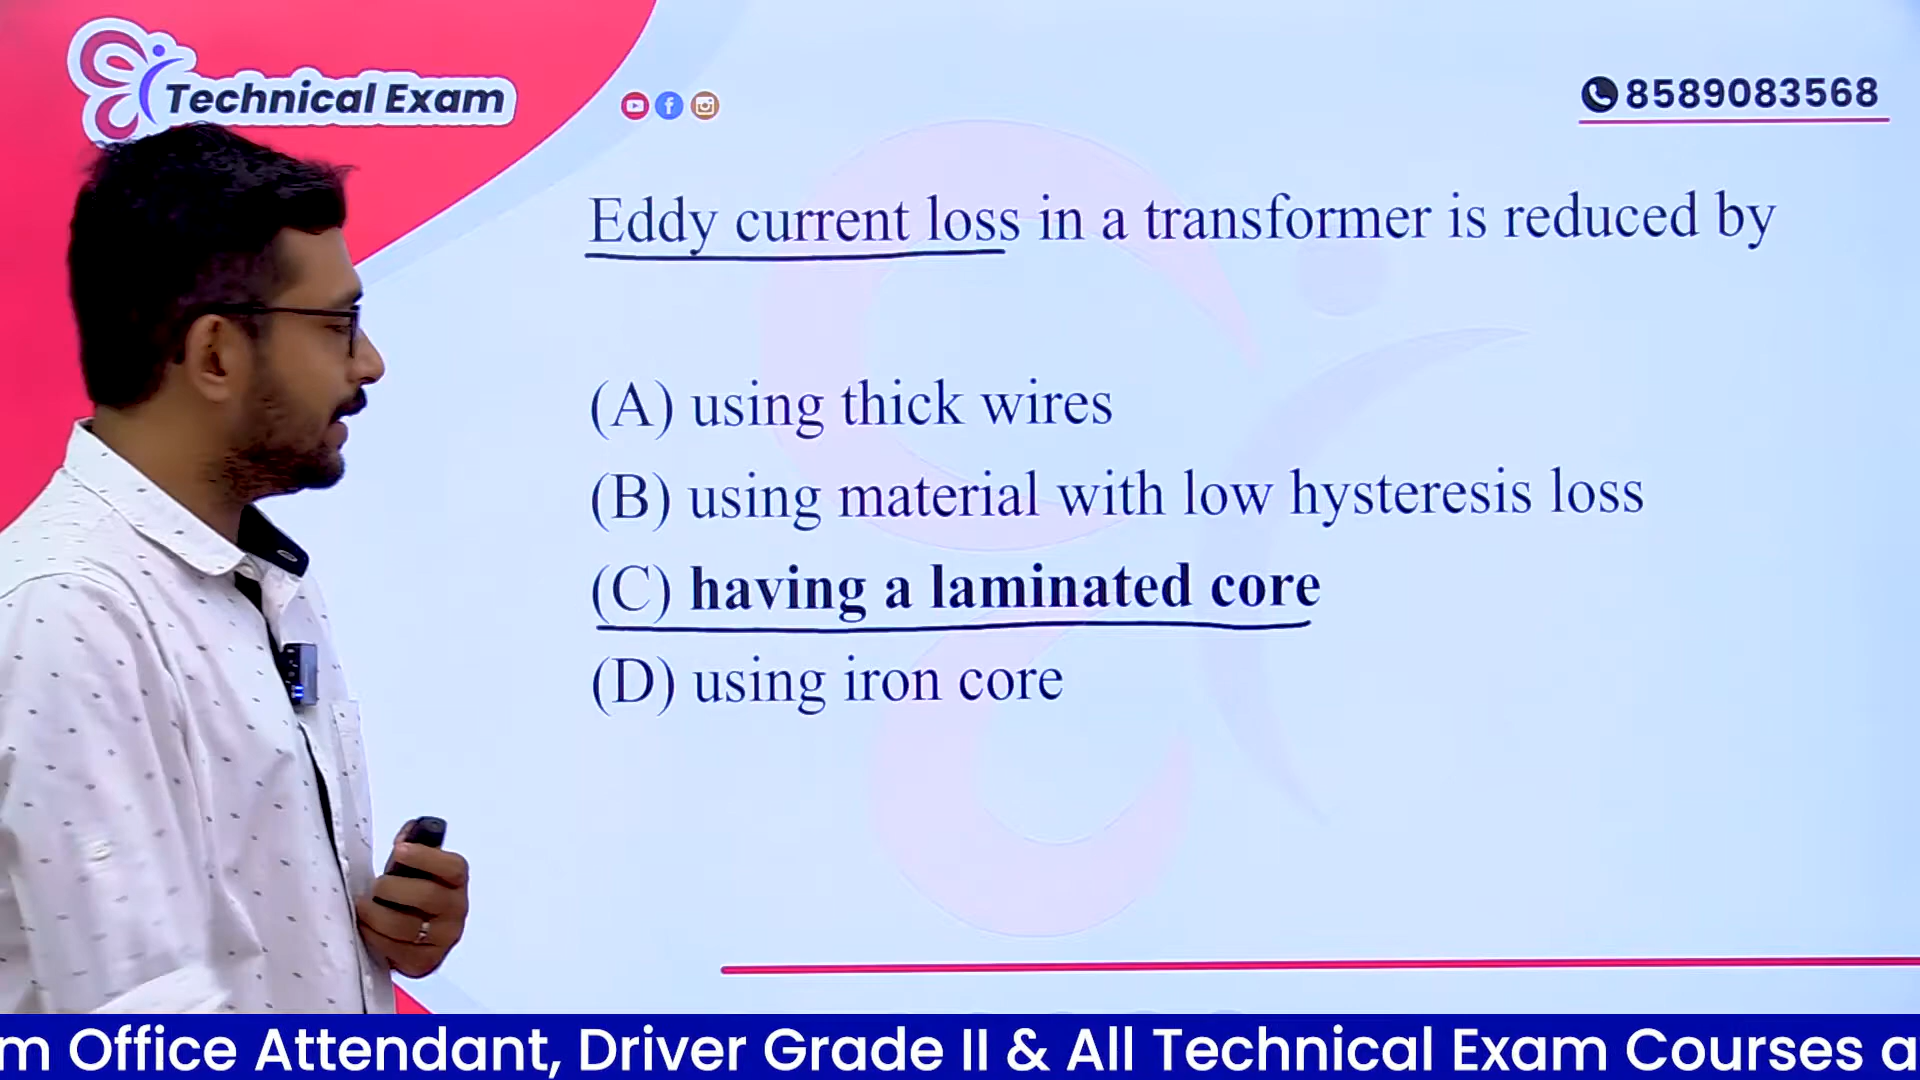 Technical Exam
8589083568
Eddy current loss in a transformer is reduced by
(A) using thick wires
(B) using material with low hysteresis loss
(C) having a laminated core
(D) using iron core
m Office Attendant, Driver Grade II & All Technical Exam Courses a